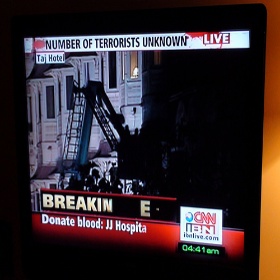 NUMBER OF TERRORISTS UNKNOWN LIVE
Taj Hotel
BREAKIN E
Donate blood: JJ Hospita
CNN
IBN
ibnlive.com
04:41am